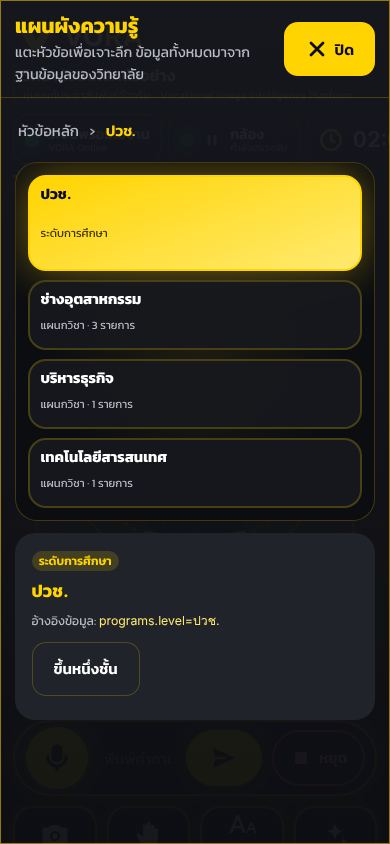 แผนผังความรู้
แตะหัวข้อเพื่อเจาะลึก ข้อมูลทั้งหมดมาจาก
ฐานข้อมูลของวิทยาลัย
ปิด
หัวข้อหลัก › ปวช.
ปวช.
ระดับการศึกษา
ช่างอุตสาหกรรม
แผนกวิชา · 3 รายการ
บริหารธุรกิจ
แผนกวิชา · 1 รายการ
เทคโนโลยีสารสนเทศ
แผนกวิชา · 1 รายการ
ระดับการศึกษา
ปวช.
อ้างอิงข้อมูล: programs.level=ปวช.
ขึ้นหนึ่งชั้น
หยุด